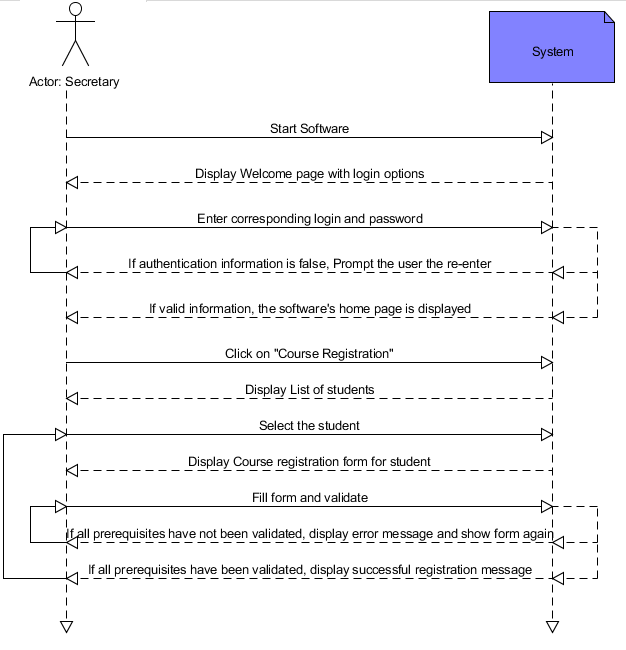 Actor: Secretary
System
Start Software
Display Welcome page with login options
Enter corresponding login and password
If authentication information is false, Prompt the user the re-enter
If valid information, the software's home page is displayed
Click on "Course Registration"
Display List of students
Select the student
Display Course registration form for student
Fill form and validate
If all prerequisites have not been validated, display error message and show form again
If all prerequisites have been validated, display successful registration message